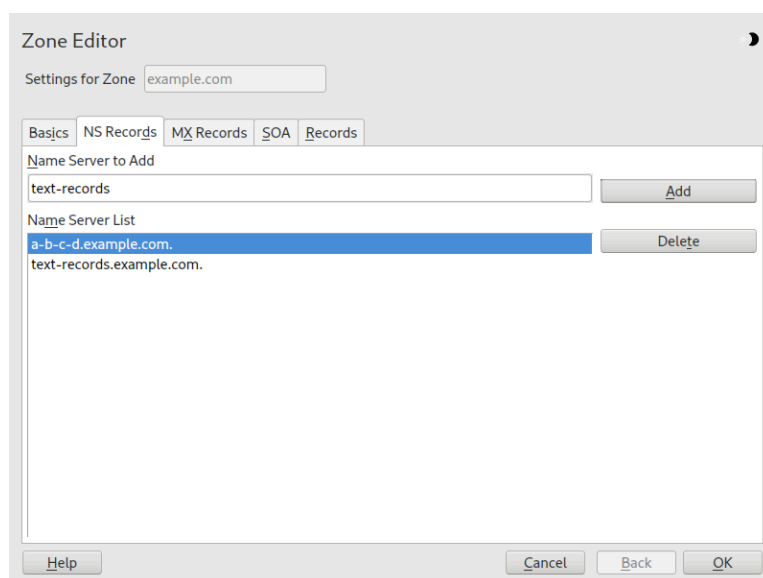 Zone Editor
Settings for Zone example.com
Basics NS Records MX Records SOA Records
Name Server to Add
text-records Add
Name Server List
a-b-c-d.example.com. Delete
text-records.example.com.
Help Cancel Back OK